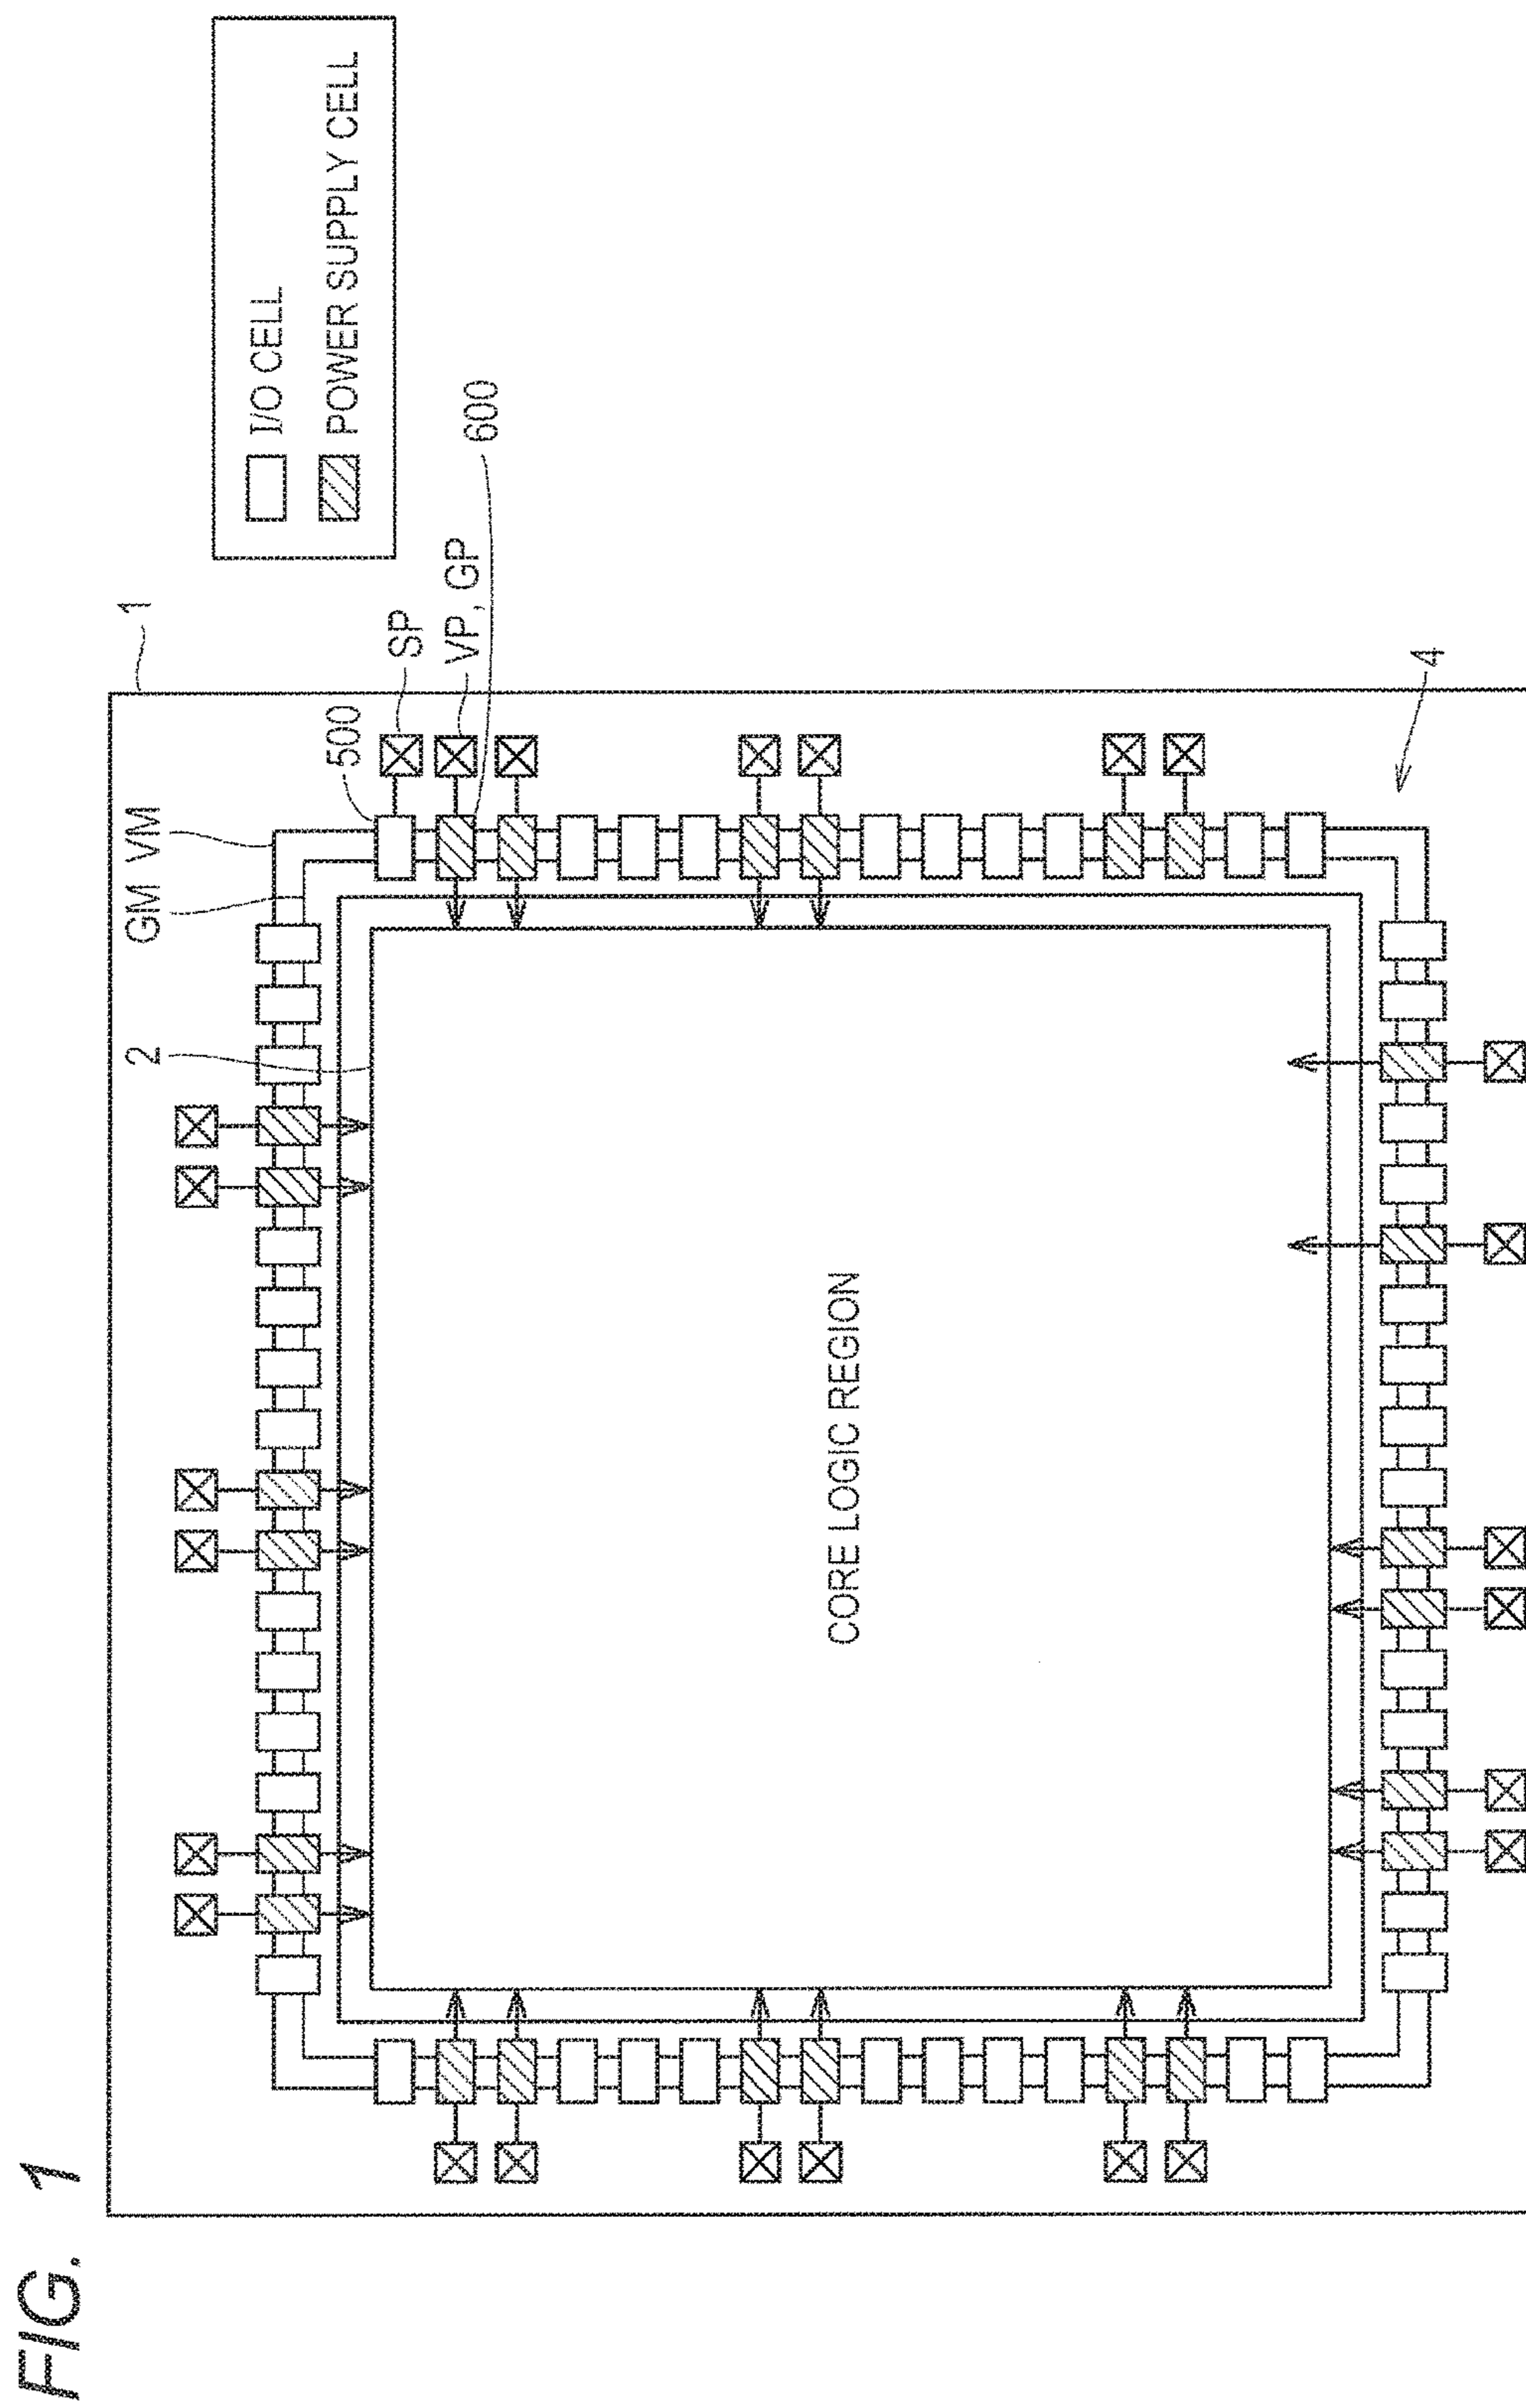 FIG. 1
1
2
GM
VM
500
SP
VP, GP
600
I/O CELL
POWER SUPPLY CELL
CORE LOGIC REGION
4